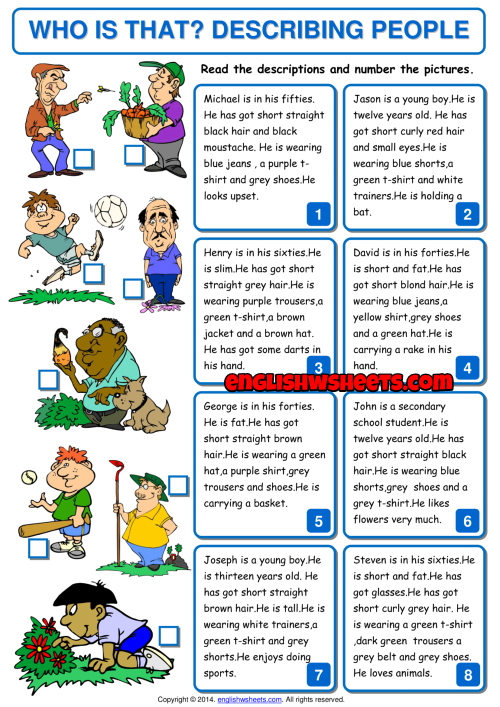 WHO IS THAT? DESCRIBING PEOPLE
Read the descriptions and number the pictures.
Michael is in his fifties.
He has got short straight
black hair and black
moustache. He is wearing
blue jeans , a purple t-
shirt and grey shoes.He
looks upset.
1
Jason is a young boy.He is
twelve years old. He has
got short curly red hair
and small eyes.He is
wearing blue shorts,a
green t-shirt and white
trainers.He is holding a
bat.
2
Henry is in his sixties.He
is slim.He has got short
straight grey hair.He is
wearing purple trousers,a
green t-shirt,a brown
jacket and a brown hat.
He has got some darts in
his hand.
3
David is in his forties.He
is short and fat.He has
got short blond hair.He is
wearing blue jeans,a
yellow shirt,grey shoes
and a green hat.He is
carrying a rake in his
hand.
4
englishwsheets.com
George is in his forties.
He is fat.He has got
short straight brown
hair.He is wearing a green
hat,a purple shirt,grey
trousers and shoes.He is
carrying a basket.
5
John is a secondary
school student.He is
twelve years old.He has
got short straight black
hair.He is wearing blue
shorts,grey shoes and a
grey t-shirt.He likes
flowers very much.
6
Joseph is a young boy.He
is thirteen years old. He
has got short straight
brown hair.He is tall.He is
wearing white trainers,a
green t-shirt and grey
shorts.He enjoys doing
sports.
7
Steven is in his sixties.He
is short and fat.He has
got glasses.He has got
short curly grey hair. He
is wearing a green t-shirt
,dark green trousers a
grey belt and grey shoes.
He loves animals.
8
Copyright © 2014. englishwsheets.com. All rights reserved.